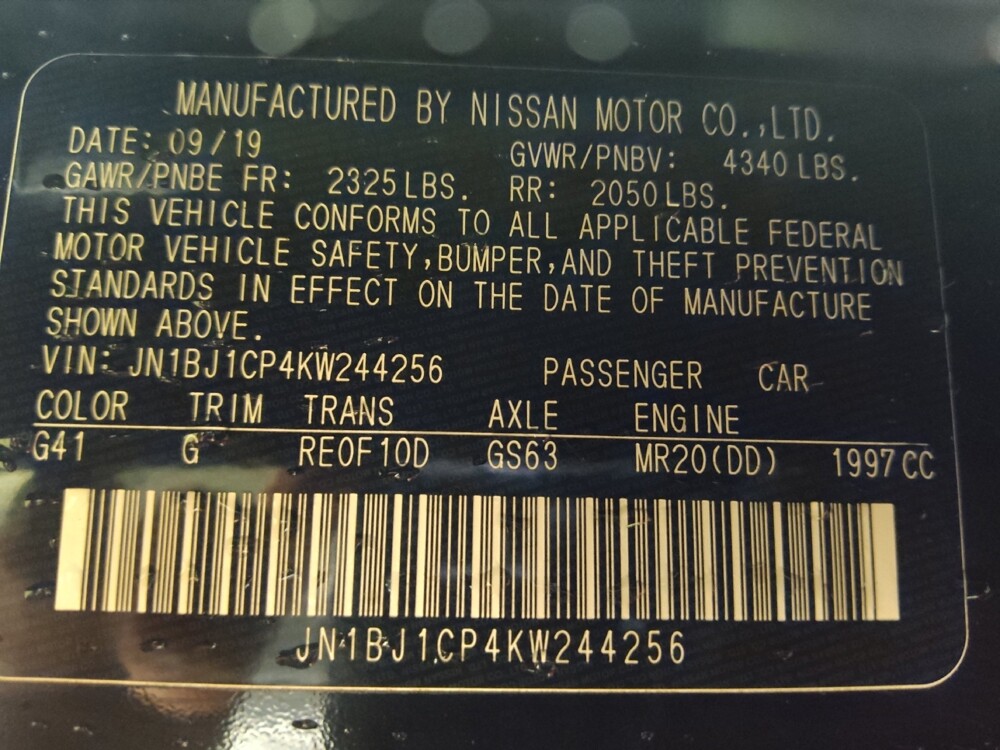 MANUFACTURED BY NISSAN MOTOR CO.,LTD.
DATE: 09/19 GVWR/PNBV: 4340 LBS.
GAWR/PNBE FR: 2325 LBS. RR: 2050 LBS.
THIS VEHICLE CONFORMS TO ALL APPLICABLE FEDERAL
MOTOR VEHICLE SAFETY,BUMPER,AND THEFT PREVENTION
STANDARDS IN EFFECT ON THE DATE OF MANUFACTURE
SHOWN ABOVE.
VIN: JN1BJ1CP4KW244256 PASSENGER CAR
COLOR TRIM TRANS AXLE ENGINE
G41 G RE0F10D GS63 MR20(DD) 1997 CC
JN1BJ1CP4KW244256